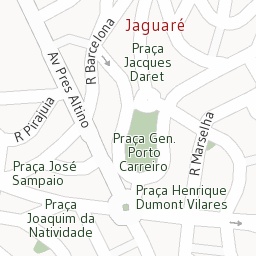 Jaguaré
R Barcelona
Praça
Jacques
Daret
Av Pres Altino
R Pitajuia
R Marselha
Praça Gen.
Porto
Carreiro
Praça José
Sampaio
Praça Henrique
Dumont Vilares
Praça
Joaquim da
Natividade